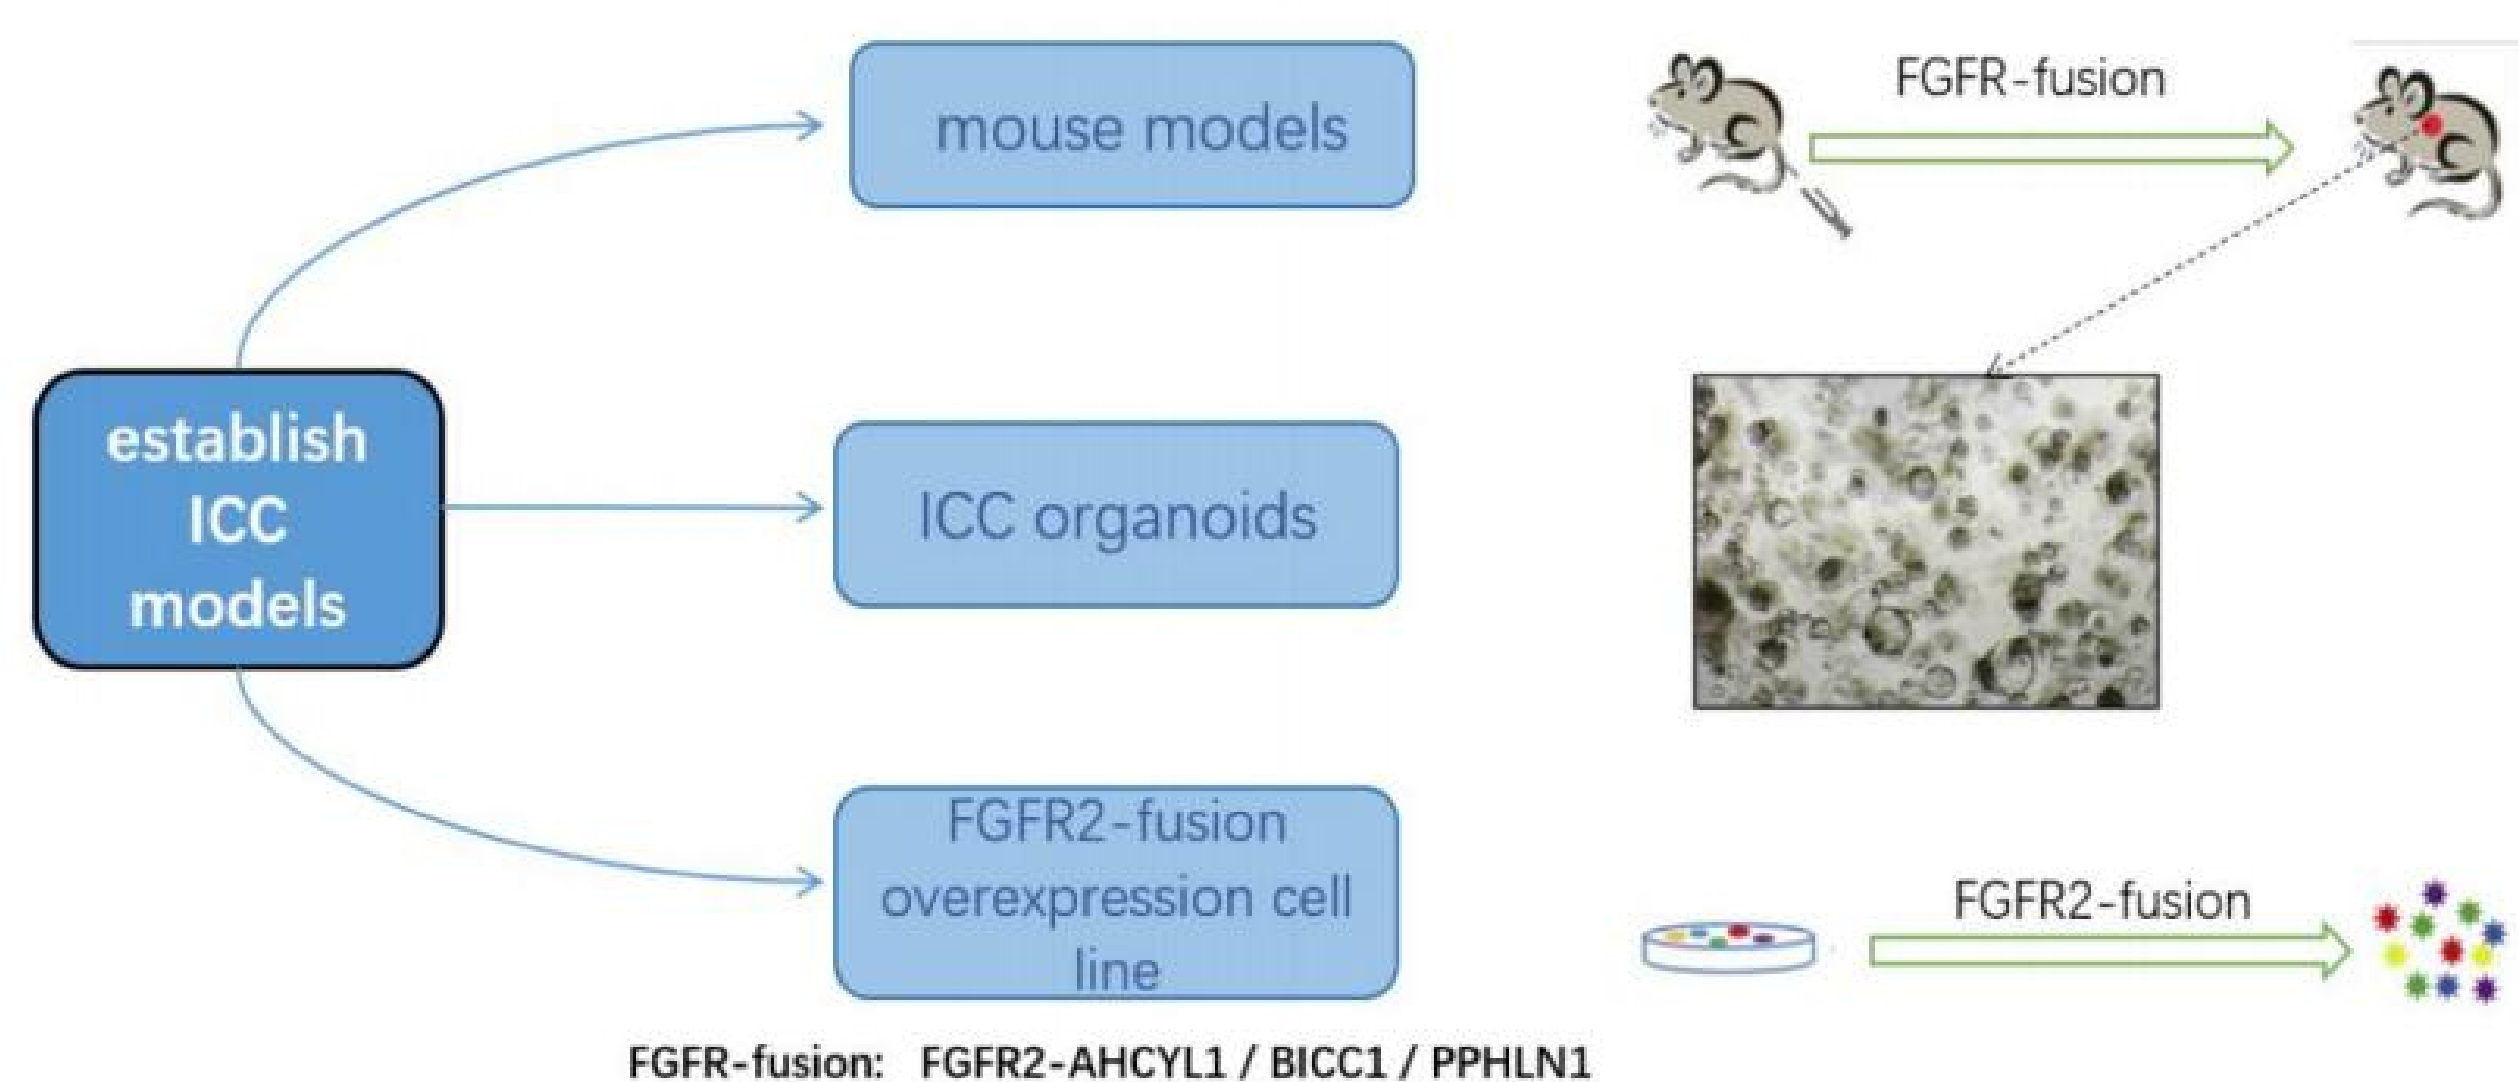 mouse models
FGFR-fusion
establish
ICC
models
ICC organoids
FGFR2-fusion
overexpression cell
line
FGFR2-fusion
FGFR-fusion: FGFR2-AHCYL1 / BICC1 / PPHLN1